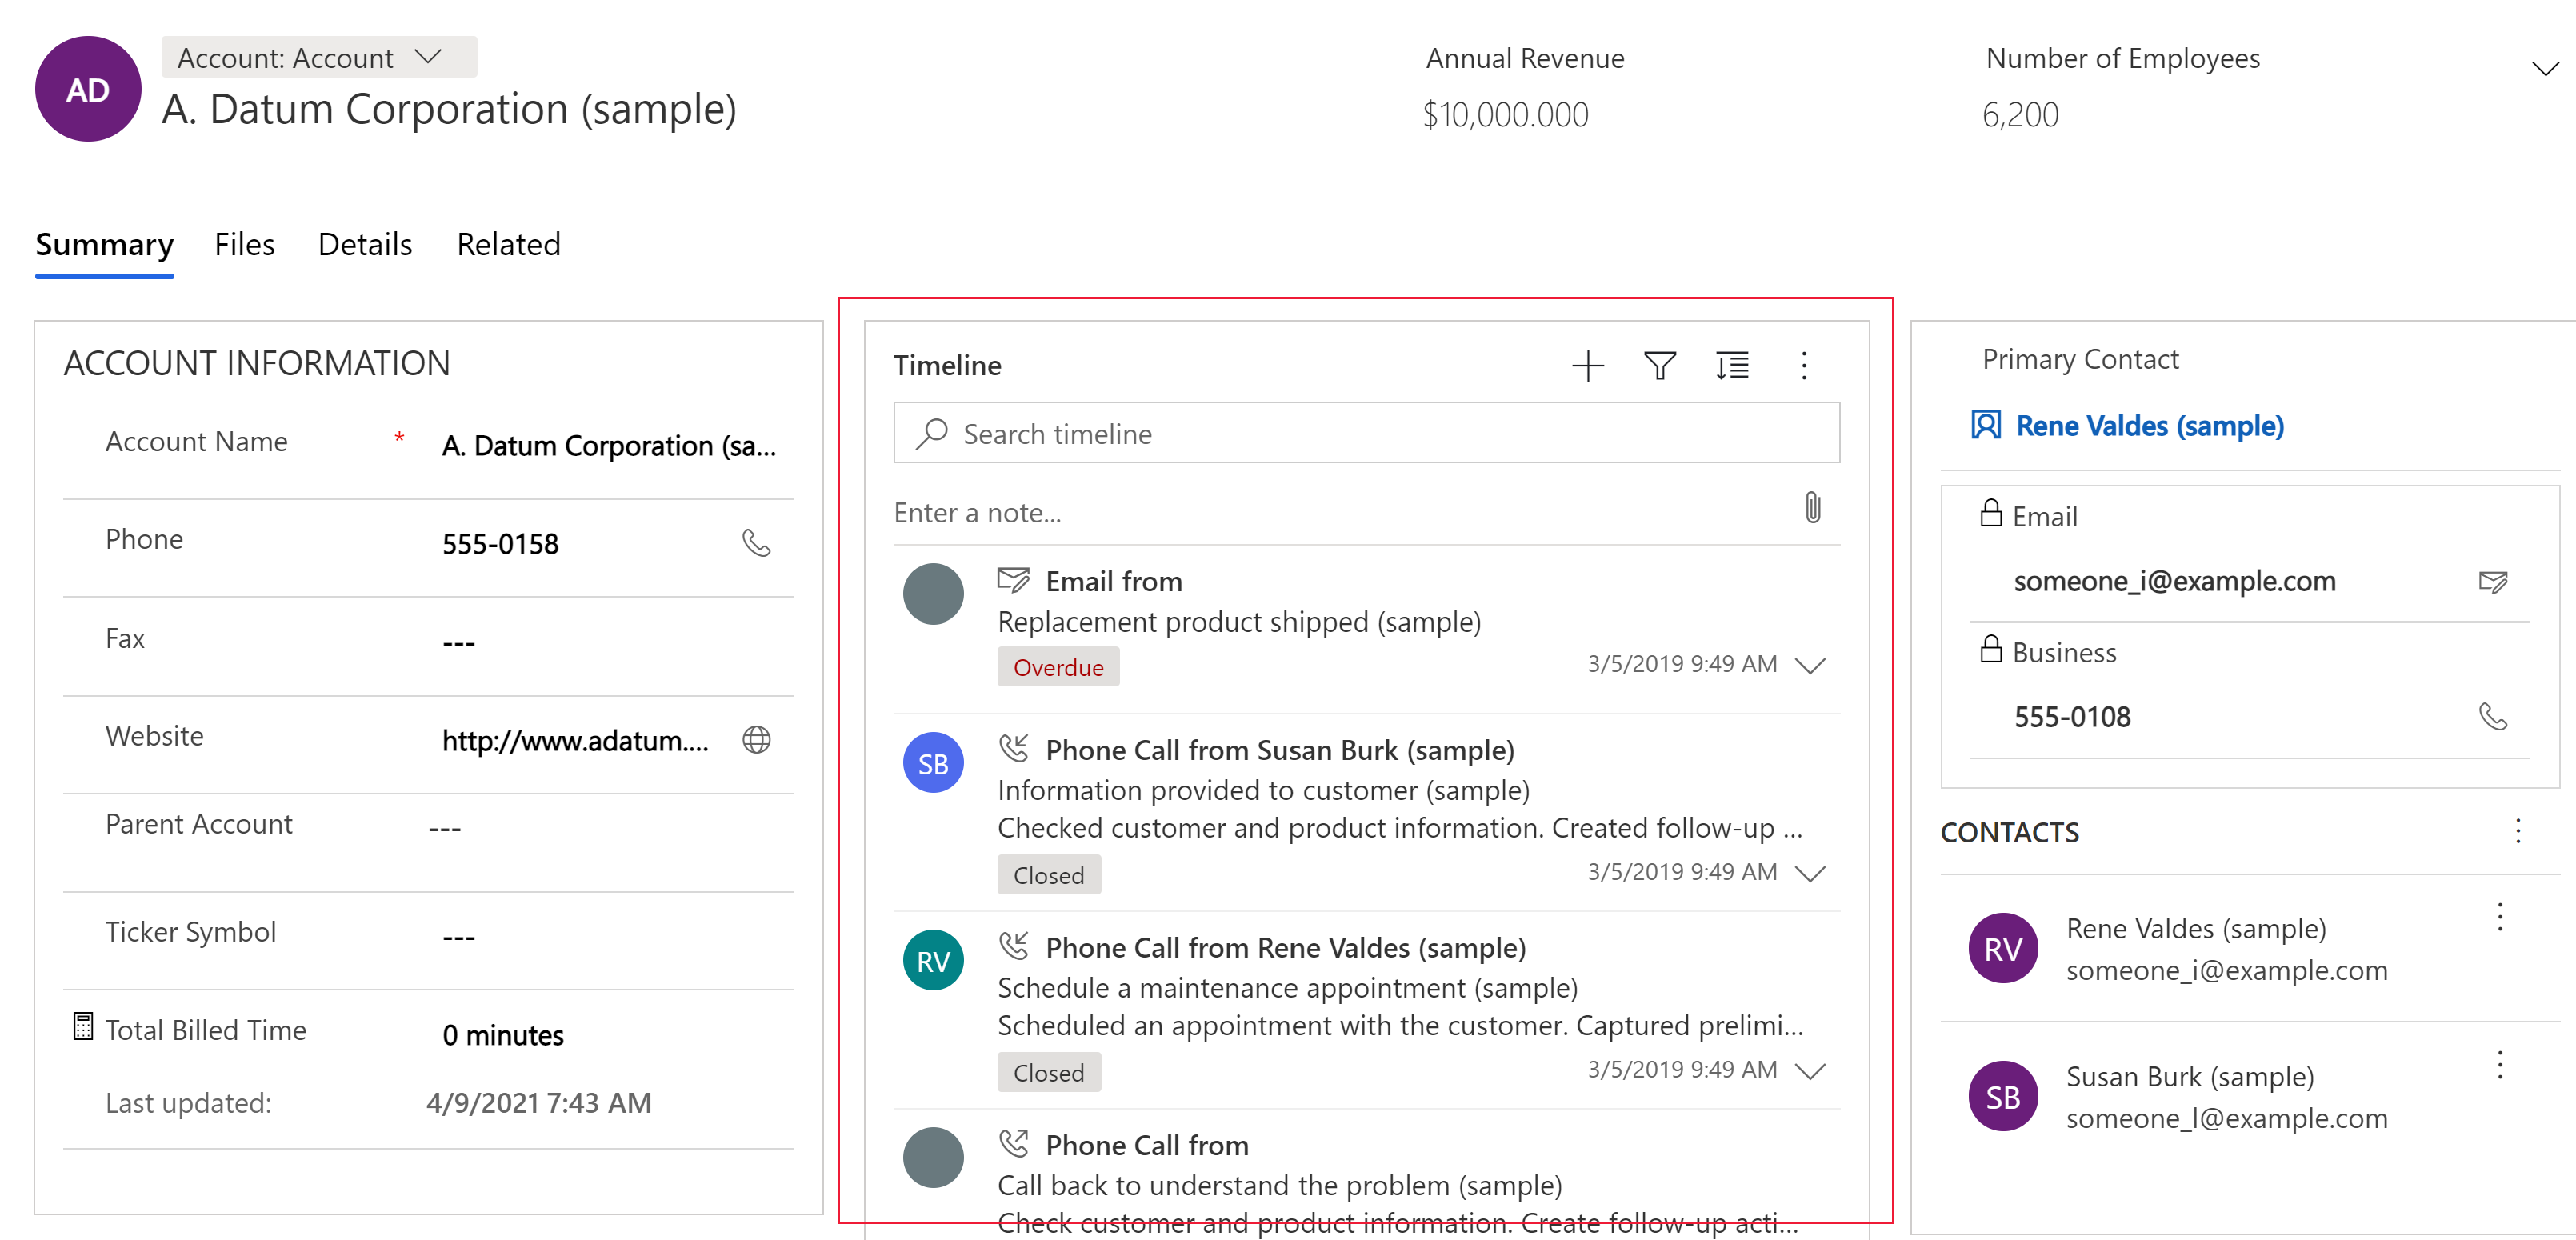 AD
Account: Account
A. Datum Corporation (sample)
Annual Revenue
$10,000.000
Number of Employees
6,200
Summary Files Details Related
ACCOUNT INFORMATION
Account Name * A. Datum Corporation (sa...
Phone 555-0158
Fax ---
Website http://www.adatum....
Parent Account ---
Ticker Symbol ---
Total Billed Time 0 minutes
Last updated: 4/9/2021 7:43 AM
Timeline
Search timeline
Enter a note...
Email from
Replacement product shipped (sample)
Overdue 3/5/2019 9:49 AM
SB
Phone Call from Susan Burk (sample)
Information provided to customer (sample)
Checked customer and product information. Created follow-up ...
Closed 3/5/2019 9:49 AM
RV
Phone Call from Rene Valdes (sample)
Schedule a maintenance appointment (sample)
Scheduled an appointment with the customer. Captured prelimi...
Closed 3/5/2019 9:49 AM
Phone Call from
Call back to understand the problem (sample)
Check customer and product information. Create follow-up acti...
Primary Contact
Rene Valdes (sample)
Email
someone_i@example.com
Business
555-0108
CONTACTS
RV
Rene Valdes (sample)
someone_i@example.com
SB
Susan Burk (sample)
someone_l@example.com